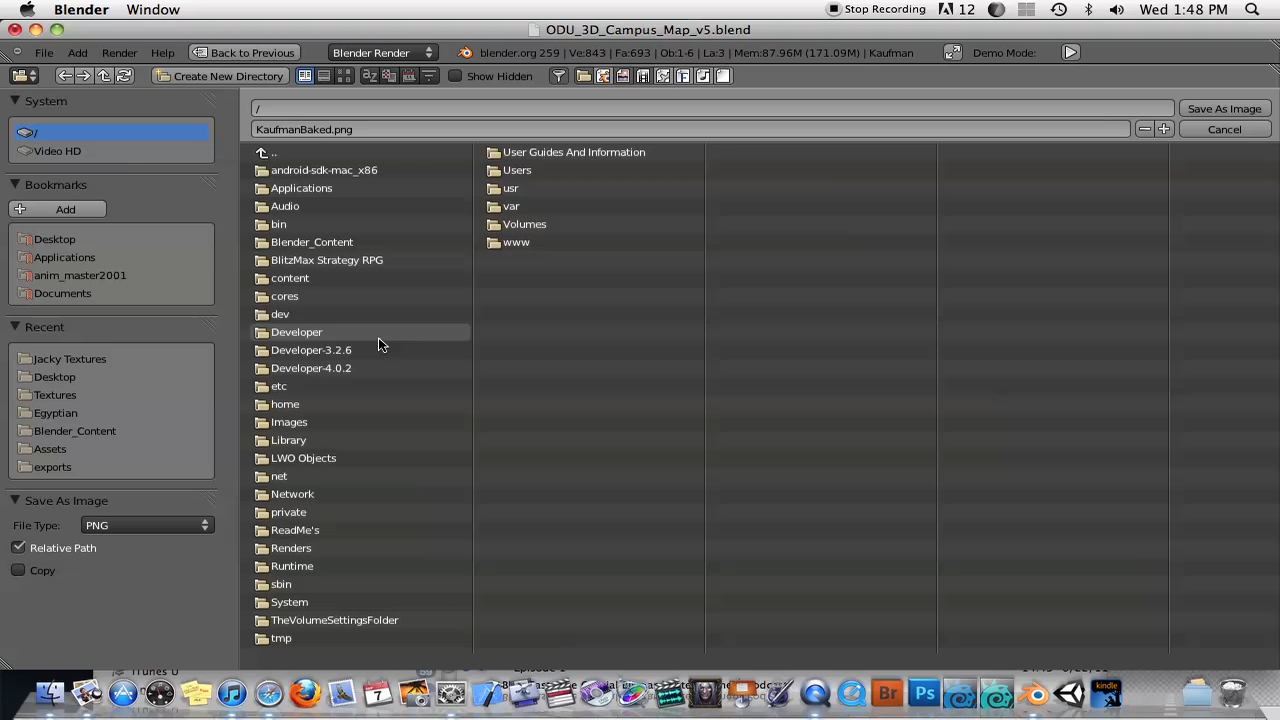 Blender Window Stop Recording 12 Wed 1:48 PM
ODU_3D_Campus_Map_v5.blend
File Add Render Help Back to Previous Blender Render blender.org 259 | Ve:843 | Fa:693 | Ob:1-6 | La:3 | Mem:87.96M (171.09M) | Kaufman Demo Mode:
Create New Directory Show Hidden
System
/
Video HD
Bookmarks
Add
Desktop
Applications
anim_master2001
Documents
Recent
Jacky Textures
Desktop
Textures
Egyptian
Blender_Content
Assets
exports
Save As Image
File Type: PNG
Relative Path
Copy
/ Save As Image
KaufmanBaked.png Cancel
..
android-sdk-mac_x86
Applications
Audio
bin
Blender_Content
BlitzMax Strategy RPG
content
cores
dev
Developer
Developer-3.2.6
Developer-4.0.2
etc
home
Images
Library
LWO Objects
net
Network
private
ReadMe's
Renders
Runtime
sbin
System
TheVolumeSettingsFolder
tmp
User Guides And Information
Users
usr
var
Volumes
www
iTunes U
7 Br Ps kindle